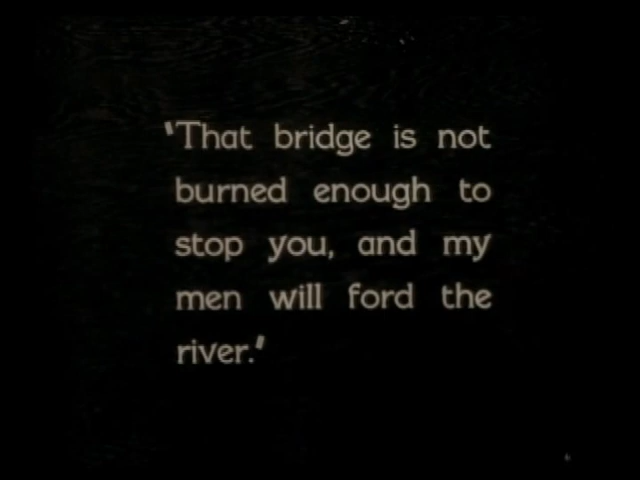 "That bridge is not
burned enough to
stop you, and my
men will ford the
river."